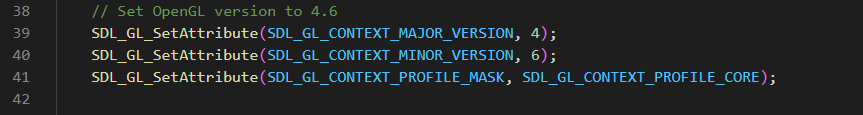 38 // Set OpenGL version to 4.6
39 SDL_GL_SetAttribute(SDL_GL_CONTEXT_MAJOR_VERSION, 4);
40 SDL_GL_SetAttribute(SDL_GL_CONTEXT_MINOR_VERSION, 6);
41 SDL_GL_SetAttribute(SDL_GL_CONTEXT_PROFILE_MASK, SDL_GL_CONTEXT_PROFILE_CORE);
42